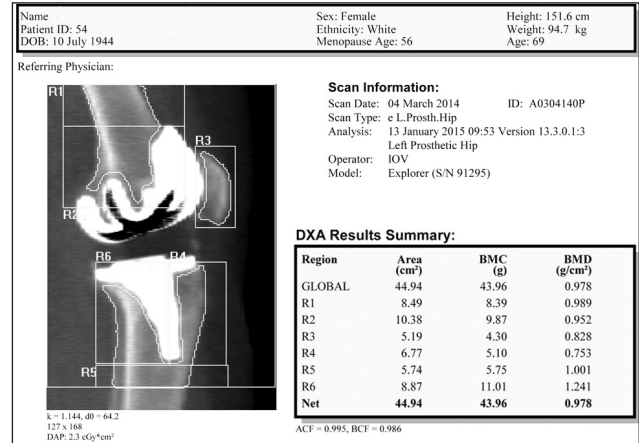 Name Sex: Female Height: 151.6 cm
Patient ID: 54 Ethnicity: White Weight: 94.7 kg
DOB: 10 July 1944 Menopause Age: 56 Age: 69
Referring Physician:
R1
R2
R3
R6 R4
R5
k = 1.144, d0 = 64.2
127 x 168
DAP: 2.3 cGy*cm²
Scan Information:
Scan Date: 04 March 2014 ID: A0304140P
Scan Type: e L.Prosth.Hip
Analysis: 13 January 2015 09:53 Version 13.3.0.1:3
Left Prosthetic Hip
Operator: IOV
Model: Explorer (S/N 91295)
DXA Results Summary:
Region Area BMC BMD
(cm²) (g) (g/cm²)
GLOBAL 44.94 43.96 0.978
R1 8.49 8.39 0.989
R2 10.38 9.87 0.952
R3 5.19 4.30 0.828
R4 6.77 5.10 0.753
R5 5.74 5.75 1.001
R6 8.87 11.01 1.241
Net 44.94 43.96 0.978
ACF = 0.995, BCF = 0.986